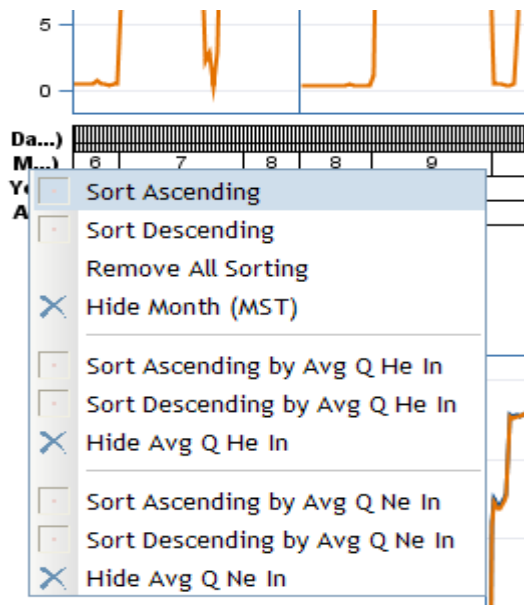 5
0
Da...)
M...) 6 7 8 8 9
Sort Ascending
Sort Descending
Remove All Sorting
Hide Month (MST)
Sort Ascending by Avg Q He In
Sort Descending by Avg Q He In
Hide Avg Q He In
Sort Ascending by Avg Q Ne In
Sort Descending by Avg Q Ne In
Hide Avg Q Ne In